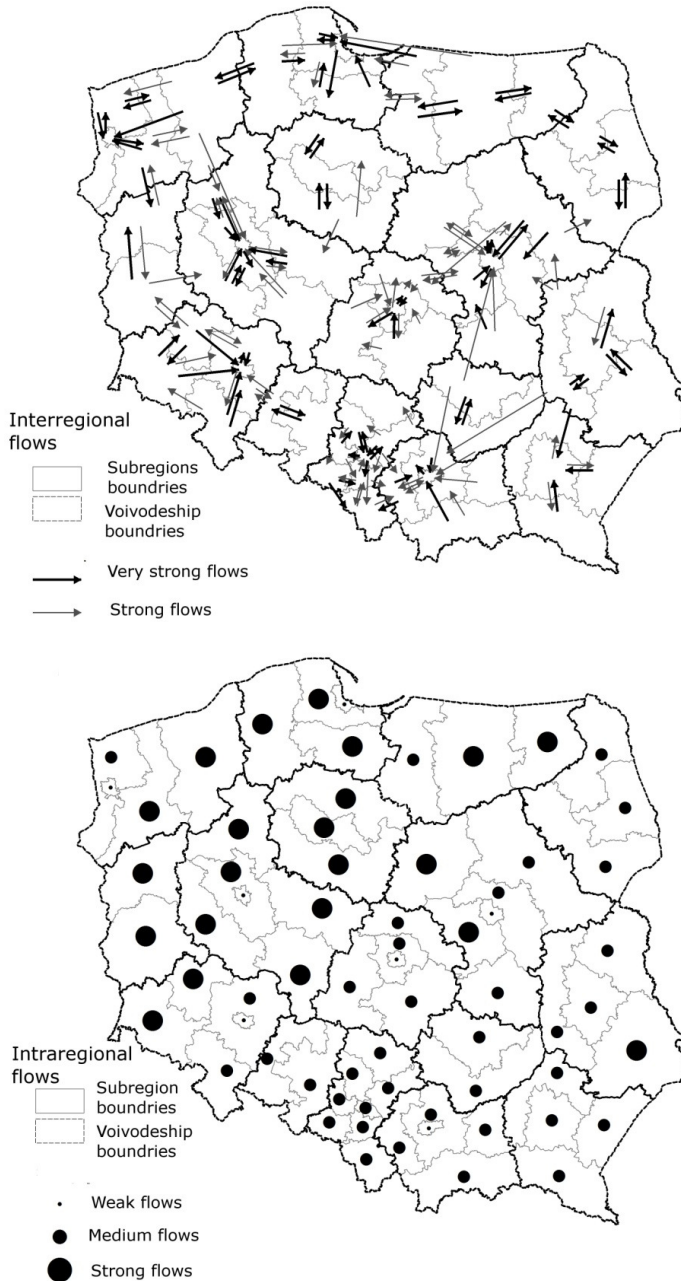 Interregional
flows
Subregions
boundries
Voivodeship
boundries
Very strong flows
Strong flows
Intraregional
flows
Subregion
boundries
Voivodeship
boundries
Weak flows
Medium flows
Strong flows